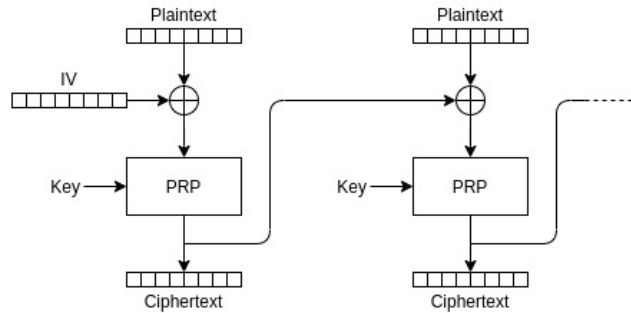 Plaintext
Plaintext
IV
Key
PRP
Key
PRP
Ciphertext
Ciphertext